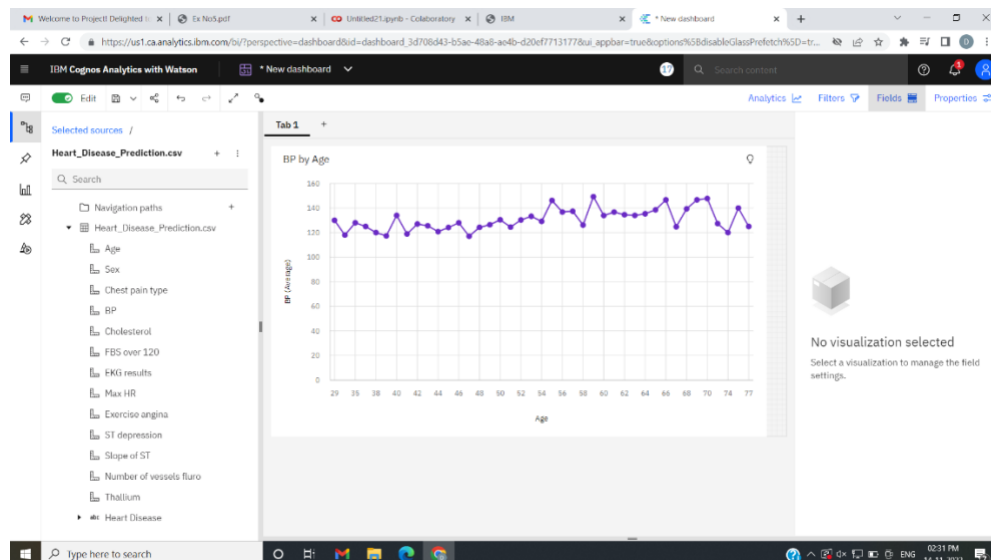 Welcome to Project! Delighted t
Ex No3.pdf
Untitled21.ipynb - Colaboratory
IBM
* New dashboard
https://us1.ca.analytics.ibm.com/bi/?perspective=dashboard&id=dashboard_3d708d43-b5ae-48a8-ae4b-d20ef7713177&ui_appbar=true&options%5BdisableGlassPrefetch%5D=tr...
IBM Cognos Analytics with Watson
* New dashboard
17
Search content
Edit
Analytics
Filters
Fields
Properties
Selected sources /
Tab 1
Heart_Disease_Prediction.csv
Search
Navigation paths
Heart_Disease_Prediction.csv
Age
Sex
Chest pain type
BP
Cholesterol
FBS over 120
EKG results
Max HR
Exercise angina
ST depression
Slope of ST
Number of vessels fluro
Thallium
abc Heart Disease
BP by Age
BP (Average)
160
140
120
100
80
60
40
20
0
29 35 38 40 42 44 46 48 50 52 54 56 58 60 62 64 66 68 70 74 77
Age
No visualization selected
Select a visualization to manage the field
settings.
Type here to search
ENG
02:31 PM